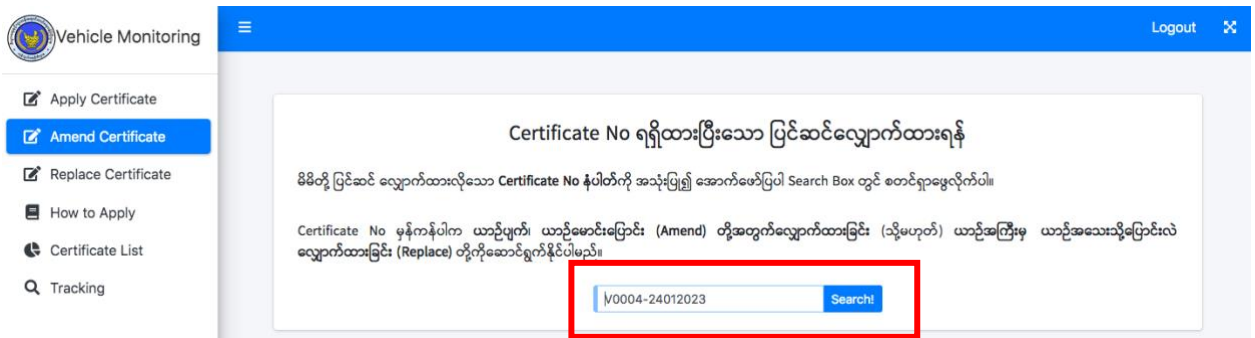 Vehicle Monitoring
Logout
Apply Certificate
Amend Certificate
Replace Certificate
How to Apply
Certificate List
Tracking
Certificate No ရရှိထားပြီးသော ပြင်ဆင်လျှောက်ထားရန်
မိမိတို့ ပြင်ဆင် လျှောက်ထားလိုသော Certificate No နံပါတ်ကို အသုံးပြု၍ အောက်ဖော်ပြပါ Search Box တွင် စတင်ရှာဖွေလိုက်ပါ။
Certificate No မှန်ကန်ပါက ယာဉ်ပျက်၊ ယာဉ်မောင်းပြောင်း (Amend) တို့အတွက်လျှောက်ထားခြင်း (သို့မဟုတ်) ယာဉ်အကြီးမှ ယာဉ်အသေးသို့ပြောင်းလဲ
လျှောက်ထားခြင်း (Replace) တို့ကိုဆောင်ရွက်နိုင်ပါမည်။
V0004-24012023
Search!